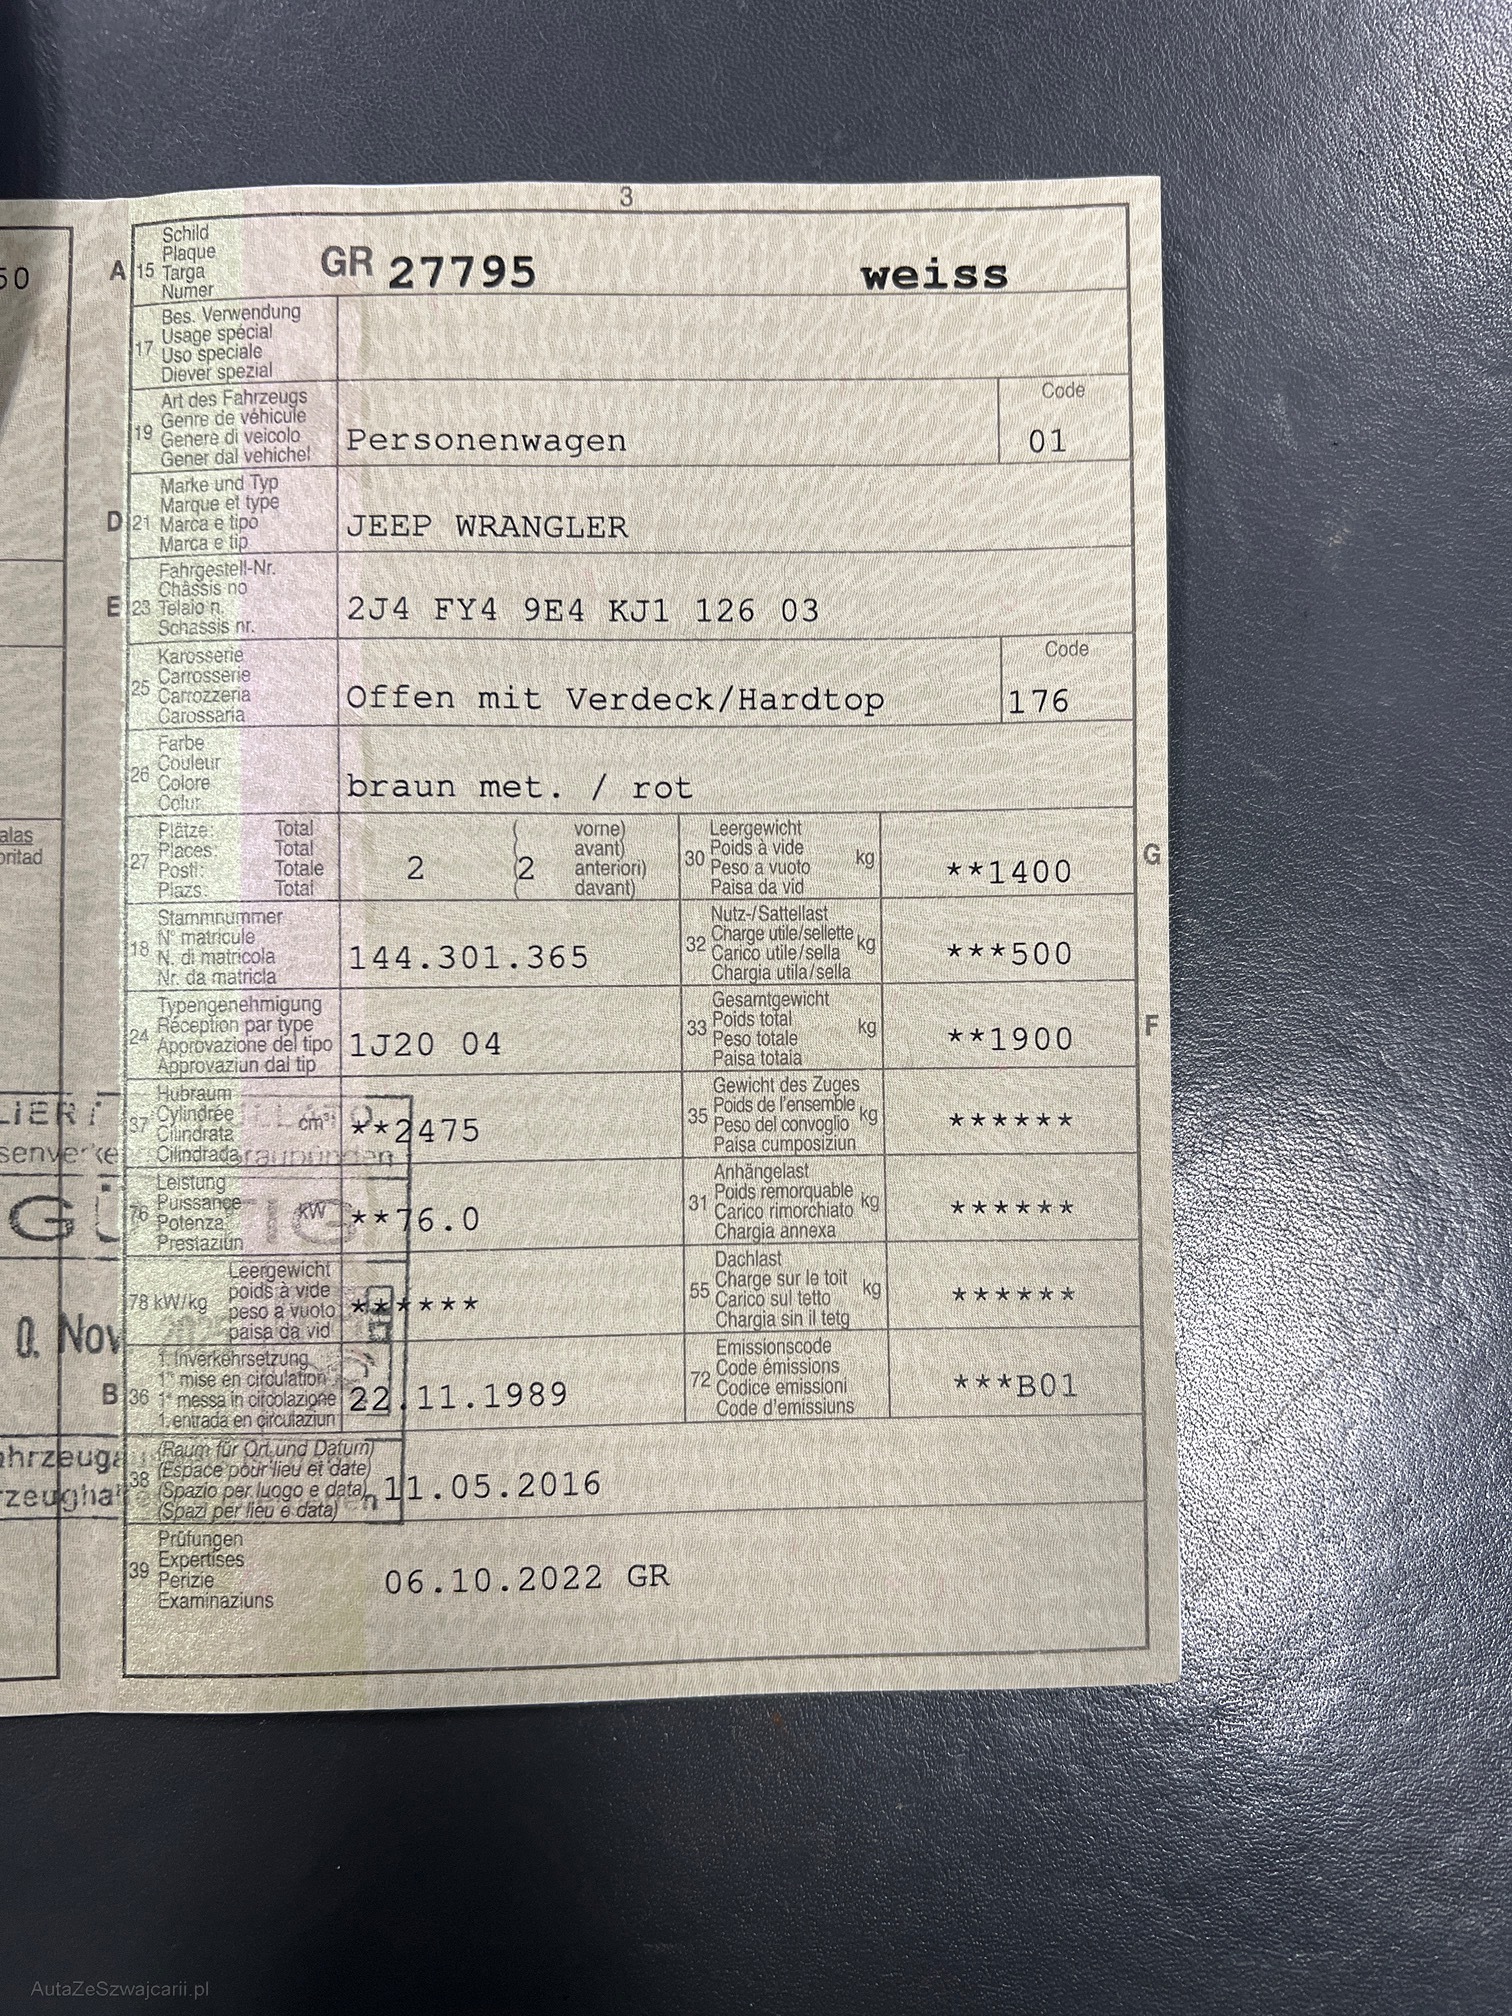 3
A 15 Schild
Plaque
Targa
Numer
GR 27795 weiss
17 Bes. Verwendung
Usage spécial
Uso speciale
Diever spezial
19 Art des Fahrzeugs
Genre de véhicule
Genere di veicolo
Gener dal vehichel
Personenwagen
Code
01
D 21 Marke und Typ
Marque et type
Marca e tipo
Marca e tip
JEEP WRANGLER
E 23 Fahrgestell-Nr.
Châssis no
Telaio n.
Schassis nr.
2J4 FY4 9E4 KJ1 126 03
25 Karosserie
Carrosserie
Carrozzeria
Carossaria
Offen mit Verdeck/Hardtop
Code
176
26 Farbe
Couleur
Colore
Colur
braun met. / rot
27 Plätze: Total
Places: Total
Posti: Totale
Plazs: Total
2 (2 vorne)
avant)
anteriori)
davant)
30 Leergewicht
Poids à vide
Peso a vuoto
Paisa da vid
kg
**1400
G
18 Stammnummer
N° matricule
N. di matricola
Nr. da matricla
144.301.365
32 Nutz-/Sattellast
Charge utile/sellette
Carico utile/sella
Chargia utila/sella
kg
***500
24 Typengenehmigung
Réception par type
Approvazione del tipo
Approvaziun dal tip
1J20 04
33 Gesamtgewicht
Poids total
Peso totale
Paisa totala
kg
**1900
F
37 Hubraum
Cylindrée
Cilindrata
Cilindrada
cm³
**2475
35 Gewicht des Zuges
Poids de l'ensemble
Peso del convoglio
Paisa cumposiziun
kg
******
76 Leistung
Puissance
Potenza
Prestaziun
kW
**76.0
31 Anhängelast
Poids remorquable
Carico rimorchiato
Chargia annexa
kg
******
78 kW/kg Leergewicht
poids à vide
peso a vuoto
paisa da vid
******
55 Dachlast
Charge sur le toit
Carico sul tetto
Chargia sin il tetg
kg
******
B 36 1. Inverkehrsetzung
1re mise en circulation
1a messa in circolazione
1. entrada en circulaziun
22.11.1989
72 Emissionscode
Code émissions
Codice emissioni
Code d'emissiuns
***B01
38 (Raum für Ort und Datum)
(Espace pour lieu et date)
(Spazio per luogo e data)
(Spazi per lieu e data)
11.05.2016
39 Prüfungen
Expertises
Perizie
Examinaziuns
06.10.2022 GR
0. Nov
AutaZeSzwajcarii.pl